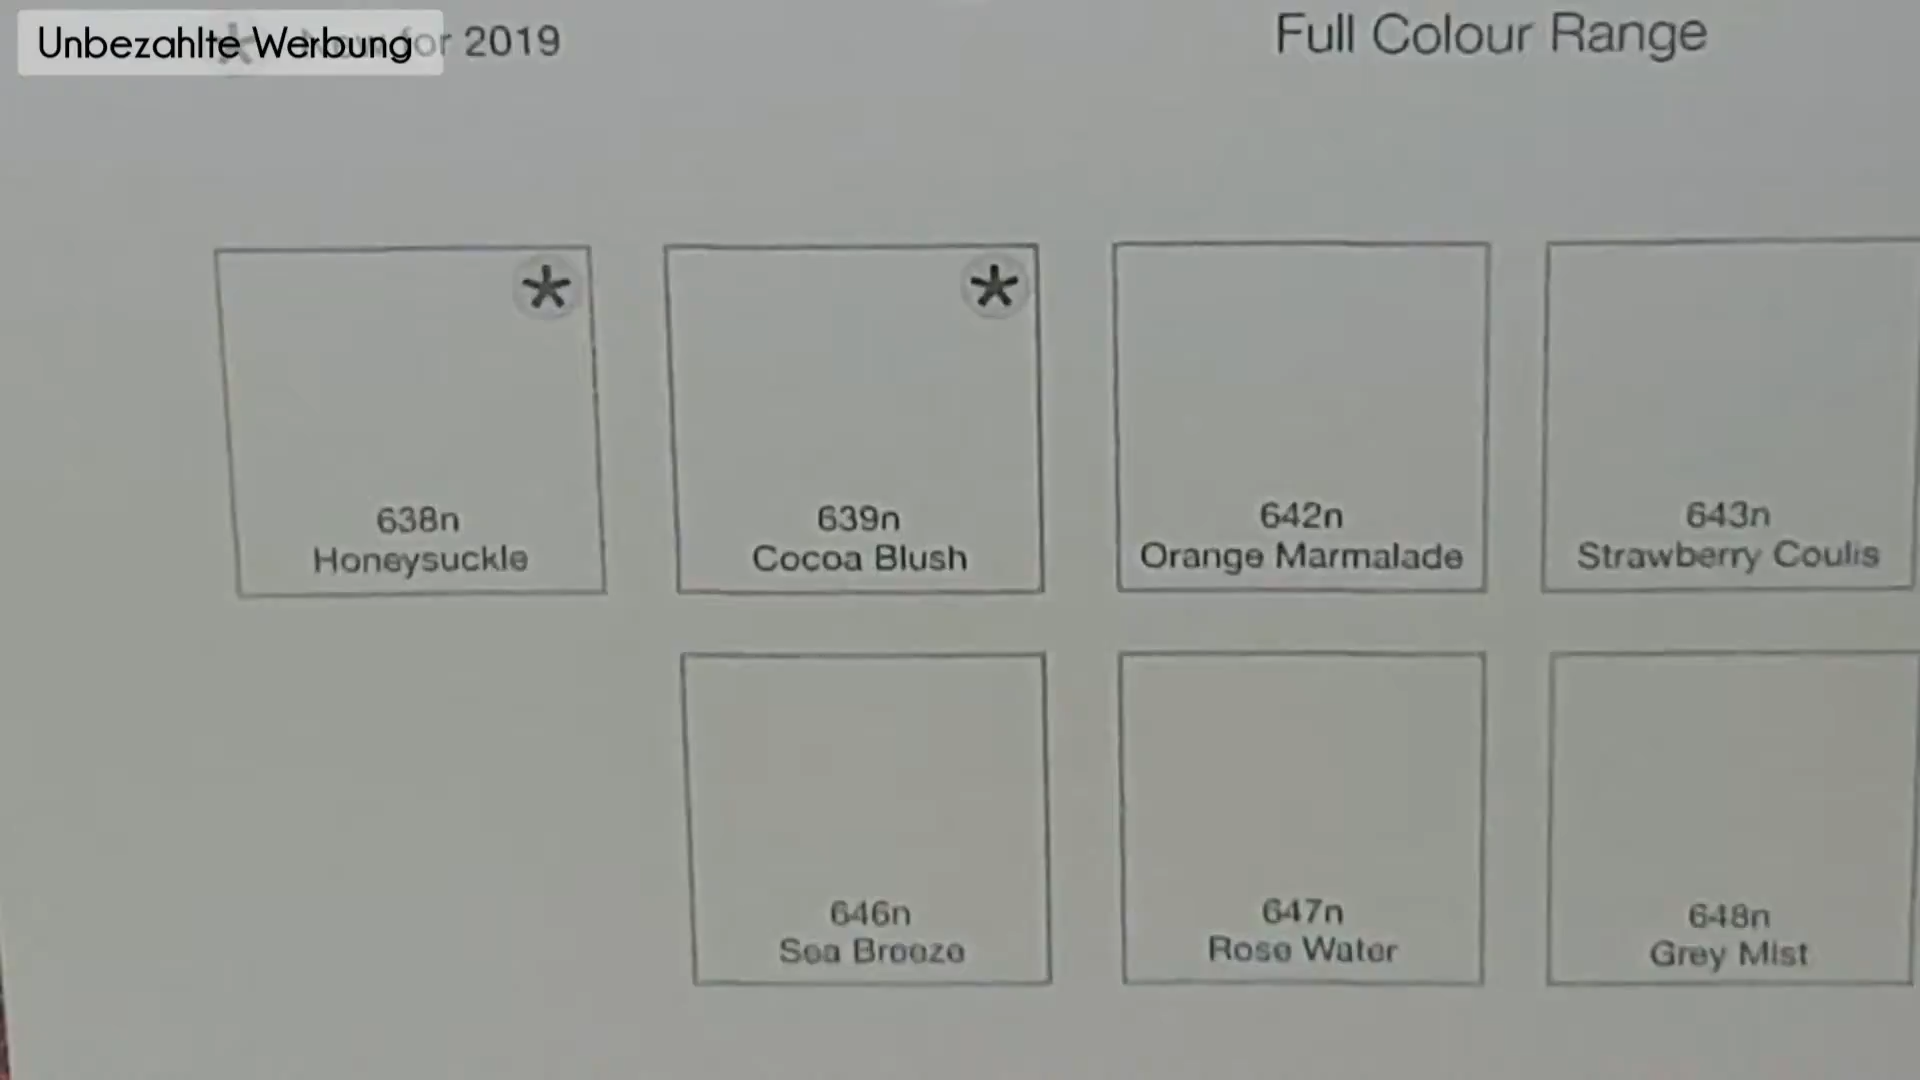 Unbezahlte Werbung
for 2019
Full Colour Range
638n
Honeysuckle
639n
Cocoa Blush
642n
Orange Marmalade
643n
Strawberry Coulis
646n
Sea Breeze
647n
Rose Water
648n
Grey Mist